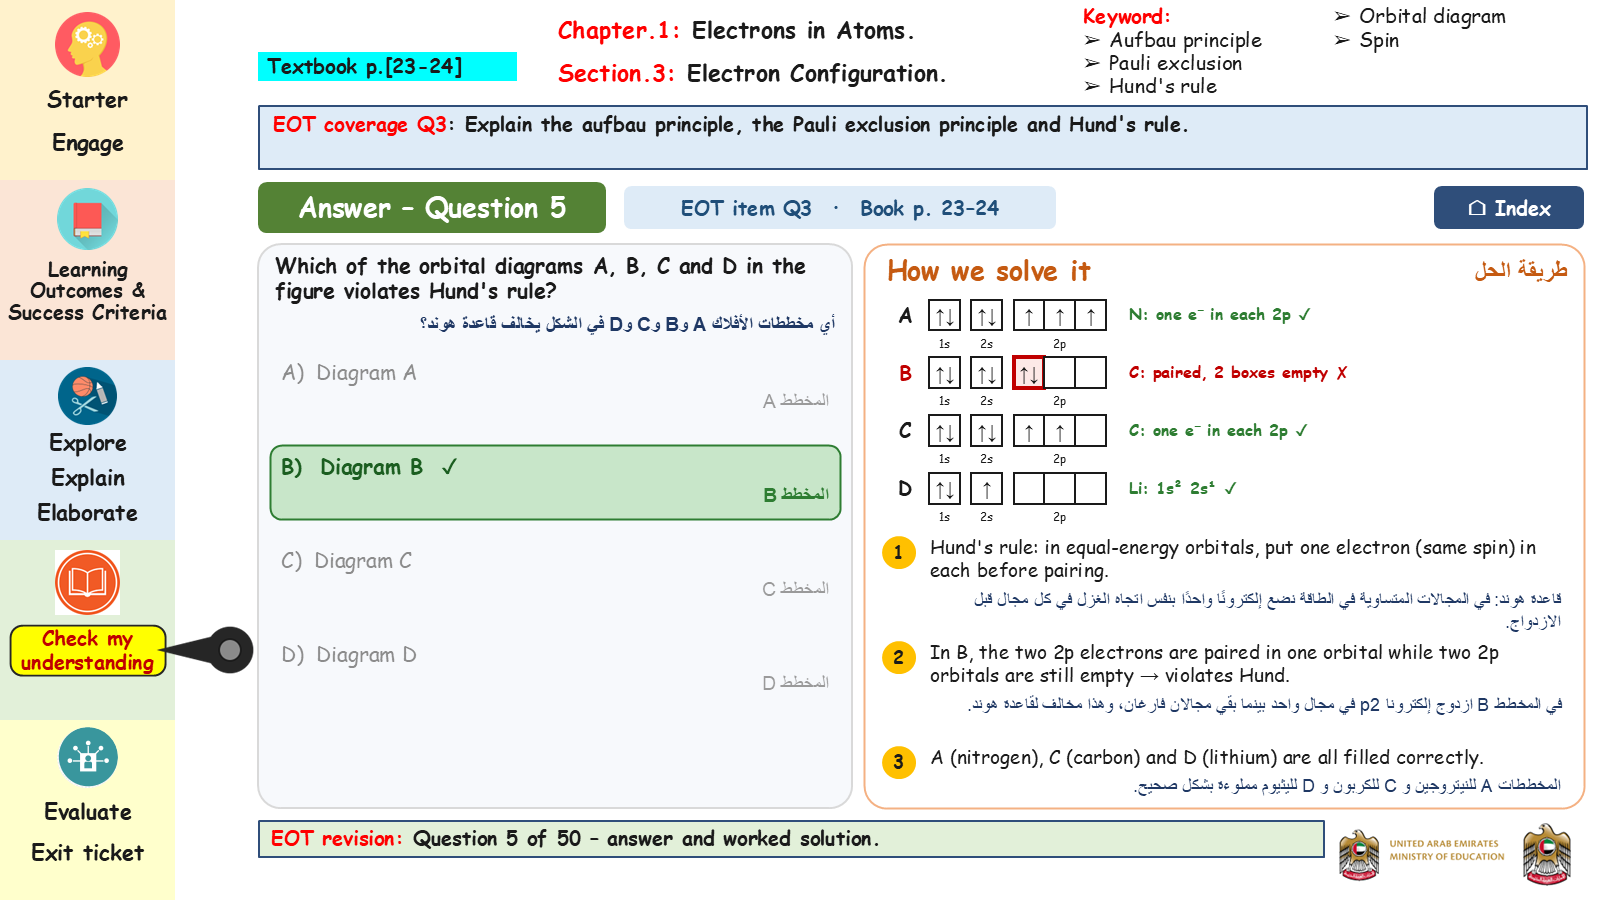 Starter
Engage
Learning
Outcomes &
Success Criteria
Explore
Explain
Elaborate
Check my
understanding
Evaluate
Exit ticket
Textbook p.[23-24]
Chapter.1: Electrons in Atoms.
Section.3: Electron Configuration.
Keyword:
➢ Aufbau principle
➢ Pauli exclusion
➢ Hund's rule
➢ Orbital diagram
➢ Spin
EOT coverage Q3: Explain the aufbau principle, the Pauli exclusion principle and Hund's rule.
Answer – Question 5
EOT item Q3 · Book p. 23–24
☖ Index
Which of the orbital diagrams A, B, C and D in the
figure violates Hund's rule?
أي مخططات الأفلاك A وB وC وD في الشكل يخالف قاعدة هوند؟
A) Diagram A
المخطط A
B) Diagram B ✓
المخطط B
C) Diagram C
المخطط C
D) Diagram D
المخطط D
How we solve it
طريقة الحل
A ↑↓ ↑↓ ↑ ↑ ↑ N: one e⁻ in each 2p ✓
1s 2s 2p
B ↑↓ ↑↓ ↑↓ C: paired, 2 boxes empty ✗
1s 2s 2p
C ↑↓ ↑↓ ↑ ↑ C: one e⁻ in each 2p ✓
1s 2s 2p
D ↑↓ ↑ Li: 1s² 2s¹ ✓
1s 2s 2p
1 Hund's rule: in equal-energy orbitals, put one electron (same spin) in
each before pairing.
قاعدة هوند: في المجالات المتساوية في الطاقة نضع إلكترونًا واحدًا بنفس اتجاه الغزل في كل مجال قبل
الازدواج.
2 In B, the two 2p electrons are paired in one orbital while two 2p
orbitals are still empty → violates Hund.
في المخطط B ازدوج إلكترونا p2 في مجال واحد بينما بقي مجالان فارغان، وهذا مخالف لقاعدة هوند.
3 A (nitrogen), C (carbon) and D (lithium) are all filled correctly.
المخططات A للنيتروجين و C للكربون و D لليثيوم مملوءة بشكل صحيح.
EOT revision: Question 5 of 50 – answer and worked solution.
UNITED ARAB EMIRATES
MINISTRY OF EDUCATION